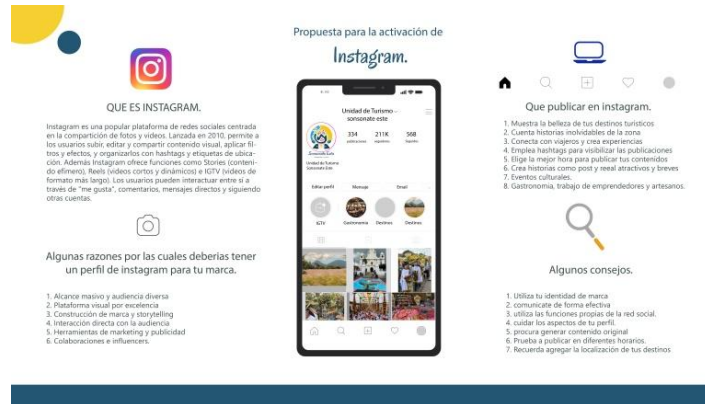 Propuesta para la activación de
Instagram.
QUE ES INSTAGRAM.
Instagram es una popular plataforma de redes sociales centrada
en la compartición de fotos y videos. Lanzada en 2010, permite a
los usuarios subir, editar y compartir contenido visual, aplicar fil-
tros y efectos, y organizarlos con hashtags y etiquetas de ubica-
ción. Además Instagram ofrece funciones como Stories (conteni-
do efímero), Reels (videos cortos y dinámicos) e IGTV (videos de
formato más largo). Los usuarios pueden interactuar entre sí a
través de "me gusta", comentarios, mensajes directos y siguiendo
otras cuentas.
Algunas razones por las cuales deberias tener
un perfil de instagram para tu marca.
1. Alcance masivo y audiencia diversa
2. Plataforma visual por excelencia
3. Construcción de marca y storytelling
4. Interacción directa con la audiencia
5. Herramientas de marketing y publicidad
6. Colaboraciones e influencers.
Unidad de Turismo
sonsonate este
334
211K
568
Unidad de Turismo
Sonsonate Este
Editar perfil
Mensaje
Email
IGTV
Gastronomia
Destinos
Destinos
Que publicar en instagram.
1. Muestra la belleza de tus destinos turísticos
2. Cuenta historias inolvidables de la zona
3. Conecta con viajeros y crea experiencias
4. Emplea hashtags para visibilizar las publicaciones
5. Elige la mejor hora para publicar tus contenidos
6. Crea historias como post y reeal atractivos y breves
7. Eventos culturales.
8. Gastronomia, trabajo de emprendedores y artesanos.
Algunos consejos.
1. Utiliza tu identidad de marca
2. comunicate de forma efectiva
3. utiliza las funciones propias de la red social.
4. cuidar los aspectos de tu perfil.
5. procura generar contenido original
6. Prueba a publicar en diferentes horarios.
7. Recuerda agregar la localización de tus destinos